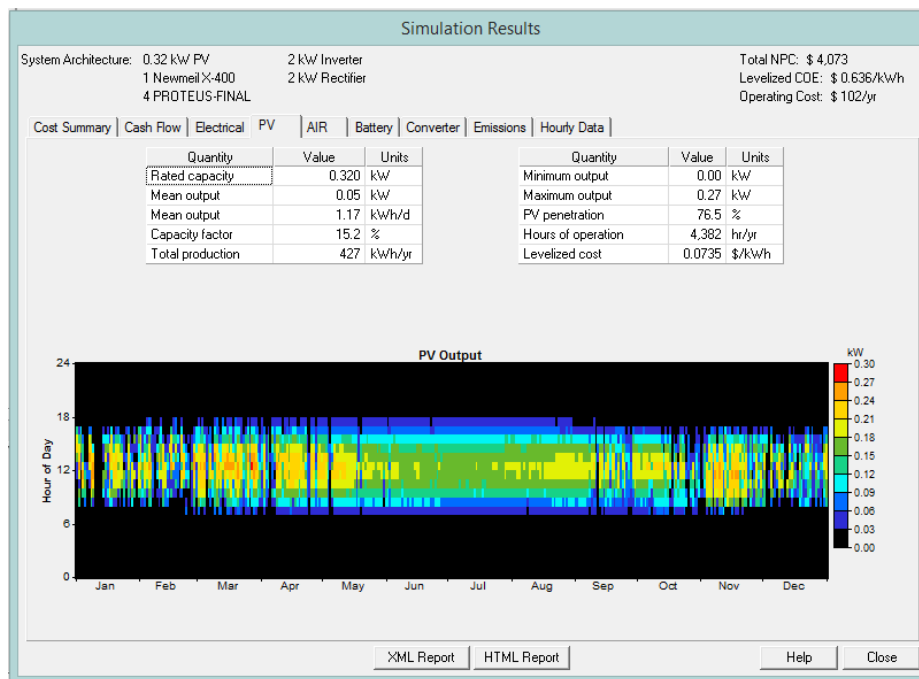 Simulation Results
System Architecture: 0.32 kW PV 2 kW Inverter Total NPC: $ 4,073
1 Newmeil X-400 2 kW Rectifier Levelized COE: $ 0.636/kWh
4 PROTEUS-FINAL Operating Cost: $ 102/yr
Cost Summary Cash Flow Electrical PV AIR Battery Converter Emissions Hourly Data
Quantity Value Units
Rated capacity 0.320 kW
Mean output 0.05 kW
Mean output 1.17 kWh/d
Capacity factor 15.2 %
Total production 427 kWh/yr
Quantity Value Units
Minimum output 0.00 kW
Maximum output 0.27 kW
PV penetration 76.5 %
Hours of operation 4,382 hr/yr
Levelized cost 0.0735 $/kWh
PV Output
Hour of Day
24
18
12
6
0
Jan Feb Mar Apr May Jun Jul Aug Sep Oct Nov Dec
kW
0.30
0.27
0.24
0.21
0.18
0.15
0.12
0.09
0.06
0.03
0.00
XML Report HTML Report Help Close